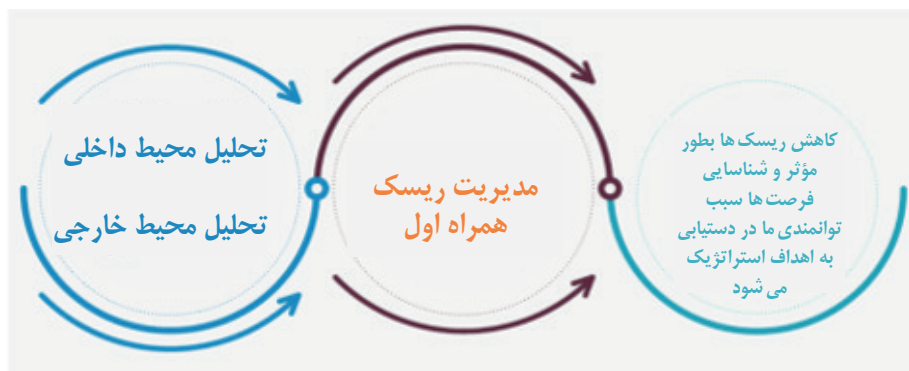 تحلیل محیط داخلی
تحلیل محیط خارجی
مدیریت ریسک
همراه اول
کاهش ریسک‌ها بطور
مؤثر و شناسایی
فرصت‌ها سبب
توانمندی ما در دستیابی
به اهداف استراتژیک
می‌شود